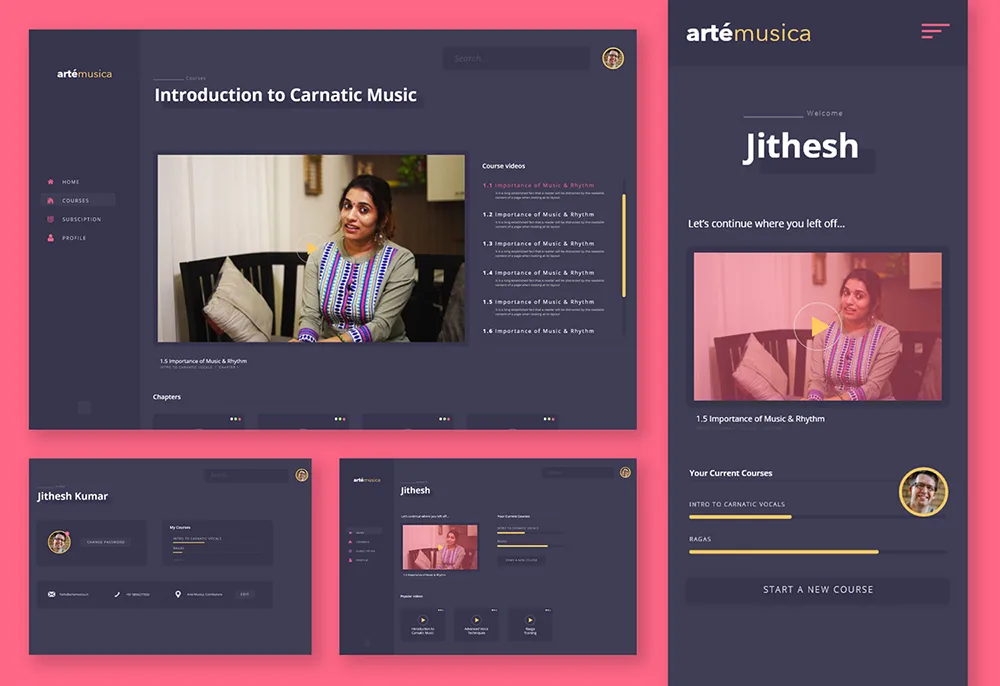 artémusica
Search...
Courses
Introduction to Carnatic Music
HOME
COURSES
SUBSCIPTION
PROFILE
Course videos
1.1 Importance of Music & Rhythm
It is a long established fact that a reader will be distracted by the readable
content of a page when looking at its layout
1.2 Importance of Music & Rhythm
It is a long established fact that a reader will be distracted by the readable
content of a page when looking at its layout
1.3 Importance of Music & Rhythm
It is a long established fact that a reader will be distracted by the readable
content of a page when looking at its layout
1.4 Importance of Music & Rhythm
It is a long established fact that a reader will be distracted by the readable
content of a page when looking at its layout
1.5 Importance of Music & Rhythm
It is a long established fact that a reader will be distracted by the readable
content of a page when looking at its layout
1.6 Importance of Music & Rhythm
1.5 Importance of Music & Rhythm
INTRO TO CARNATIC VOCALS / CHAPTER 1
Chapters
Jithesh Kumar
CHANGE PASSWORD
My Courses
INTRO TO CARNATIC VOCALS
RAGAS
Arte Musica, Coimbatore
EDIT
artémusica
Jithesh
Let's continue where you left off...
HOME
COURSES
PROFILE
1.5 Importance of Music & Rhythm
Your Current Courses
INTRO TO CARNATIC VOCALS
RAGAS
START A NEW COURSE
Popular videos
Introduction to
Carnatic Music
Advanced Voice
Techniques
Raaga
Training
artémusica
Welcome
Jithesh
Let's continue where you left off...
1.5 Importance of Music & Rhythm
Your Current Courses
INTRO TO CARNATIC VOCALS
RAGAS
START A NEW COURSE